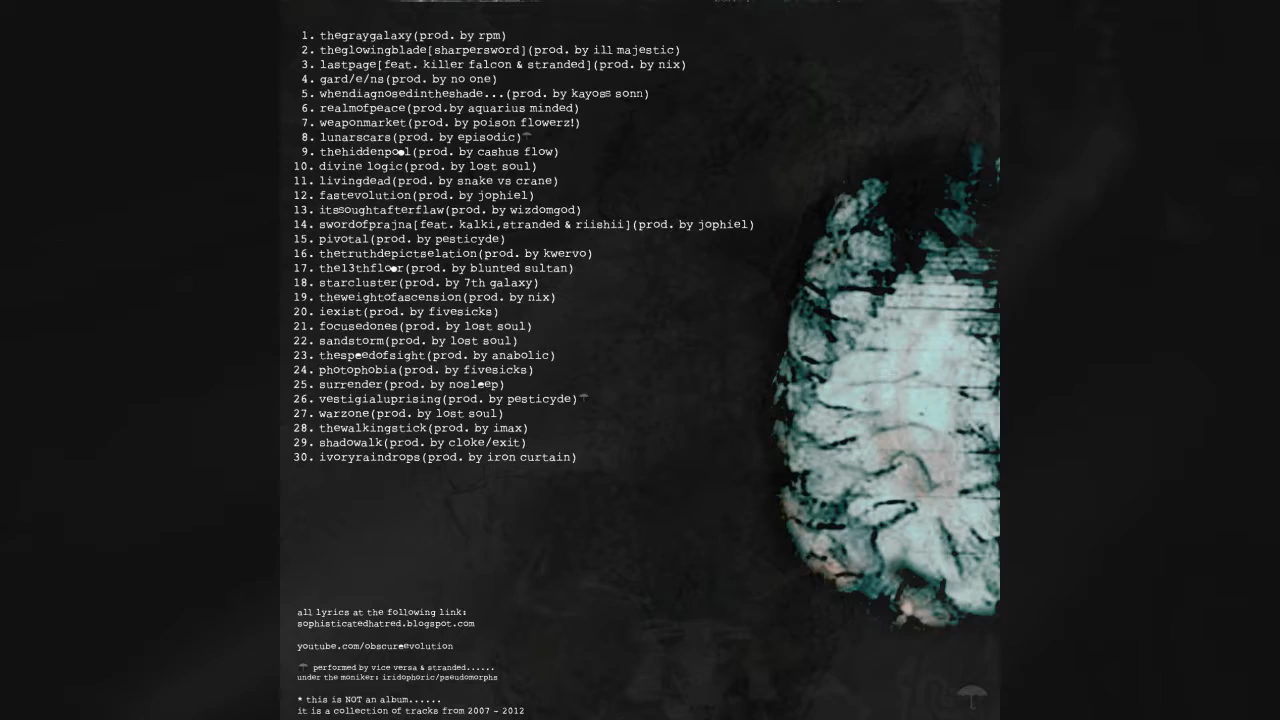 1. thegraygalaxy(prod. by rpm)
2. theglowingblade[sharpersword](prod. by ill majestic)
3. lastpage[feat. killer falcon & stranded](prod. by nix)
4. gard/e/ns(prod. by no one)
5. whendiagnosedintheshade...(prod. by kayoss sonn)
6. realmofpeace(prod.by aquarius minded)
7. weaponmarket(prod. by poison flowerz!)
8. lunarscars(prod. by episodic)☂
9. thehiddenpool(prod. by cashus flow)
10. divine logic(prod. by lost soul)
11. livingdead(prod. by snake vs crane)
12. fastevolution(prod. by jophiel)
13. itssoughtafterflaw(prod. by wizdomgod)
14. swordofprajna[feat. kalki,stranded & riishii](prod. by jophiel)
15. pivotal(prod. by pesticyde)
16. thetruthdepictselation(prod. by kwervo)
17. the13thfloor(prod. by blunted sultan)
18. starcluster(prod. by 7th galaxy)
19. theweightofascension(prod. by nix)
20. iexist(prod. by fivesicks)
21. focusedones(prod. by lost soul)
22. sandstorm(prod. by lost soul)
23. thespeedofsight(prod. by anabolic)
24. photophobia(prod. by fivesicks)
25. surrender(prod. by nosleep)
26. vestigialuprising(prod. by pesticyde)☂
27. warzone(prod. by lost soul)
28. thewalkingstick(prod. by imax)
29. shadowalk(prod. by cloke/exit)
30. ivoryraindrops(prod. by iron curtain)
all lyrics at the following link:
sophisticatedhatred.blogspot.com
youtube.com/obscureevolution
☂ performed by vice versa & stranded......
under the moniker: iridophoric/pseudomorphs
* this is NOT an album......
it is a collection of tracks from 2007 - 2012